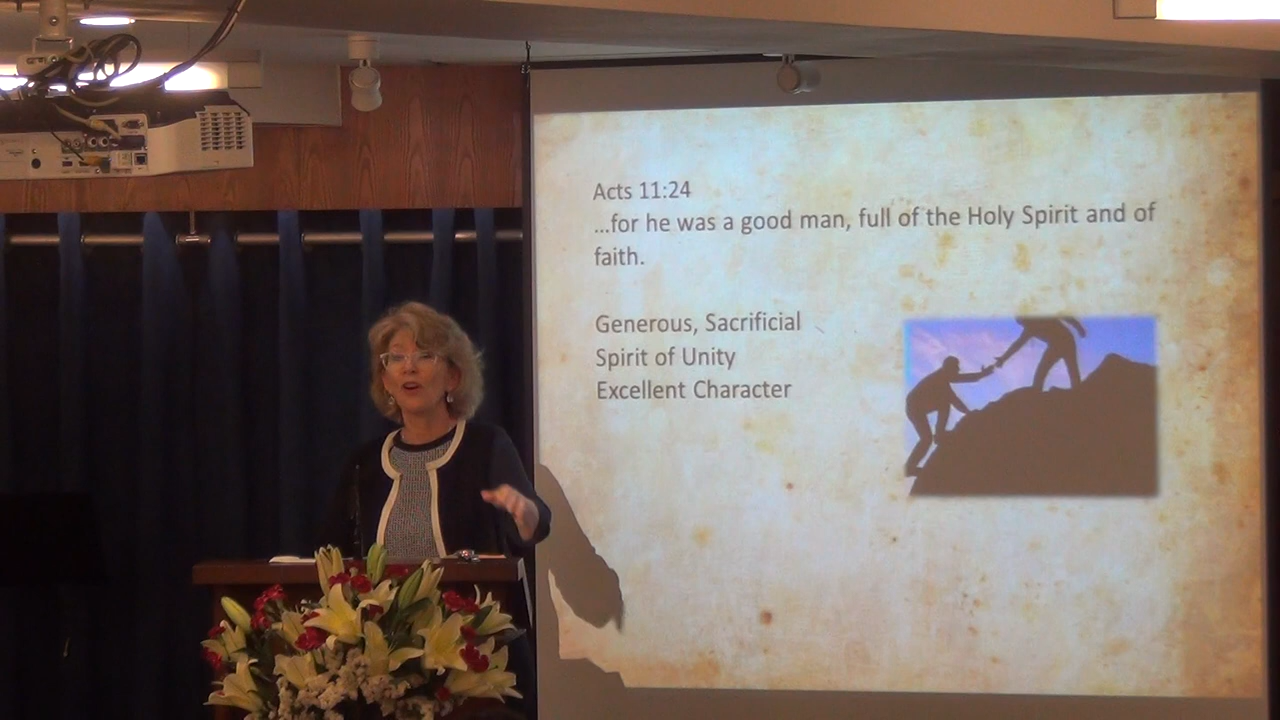 Acts 11:24
...for he was a good man, full of the Holy Spirit and of
faith.
Generous, Sacrificial
Spirit of Unity
Excellent Character